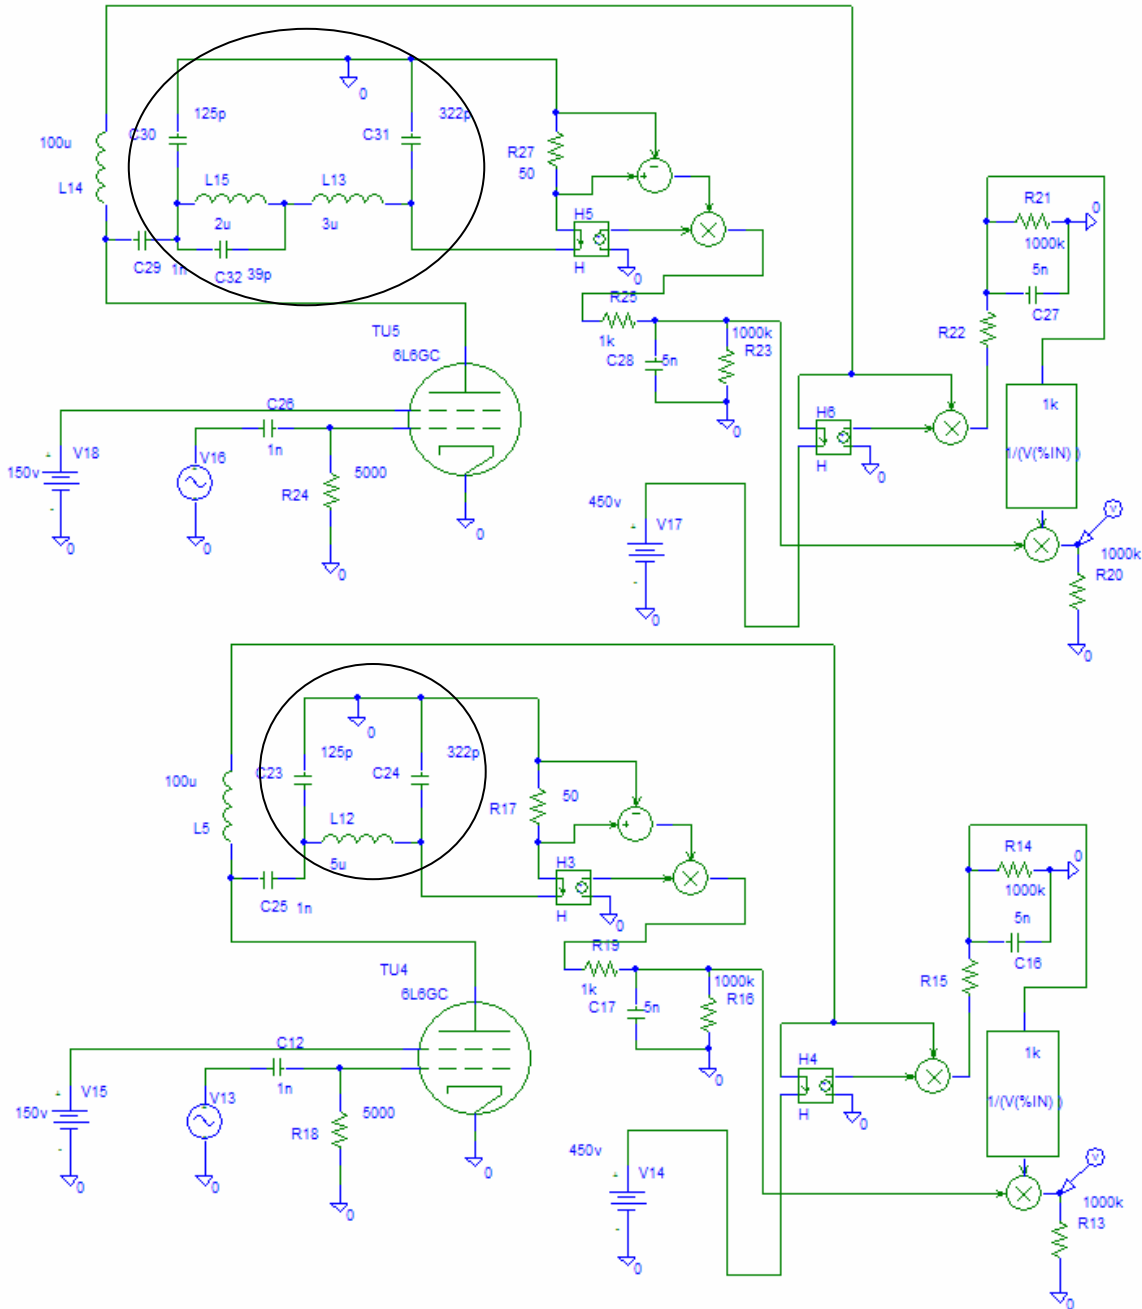 125p
322p
C30
C31
100u
L14
L15
L13
2u
3u
C29
1n
C32
39p
0
R27
50
+
-
H5
H
0
R21
0
1000k
5n
C27
R22
R25
1k
C28
5n
1000k
R23
0
TU5
6L6GC
H6
H
0
1k
1/(V(%IN) )
C26
1n
V18
150v
+
-
0
V16
0
R24
5000
0
0
450v
+
V17
-
0
V
1000k
R20
0
0
125p
322p
C23
C24
100u
L5
L12
5u
C25
1n
R17
50
+
-
H3
H
0
R14
0
1000k
5n
C16
R15
R19
1k
C17
5n
1000k
R16
0
TU4
6L6GC
H4
H
0
1k
1/(V(%IN) )
C12
1n
V15
150v
+
-
0
V13
0
R18
5000
0
0
450v
+
V14
-
0
V
1000k
R13
0